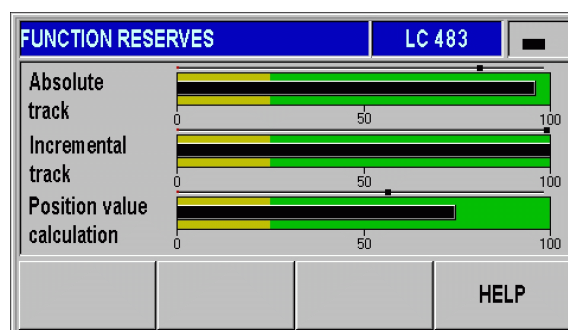 FUNCTION RESERVES LC 483
Absolute
track
0 50 100
Incremental
track
0 50 100
Position value
calculation
0 50 100
HELP